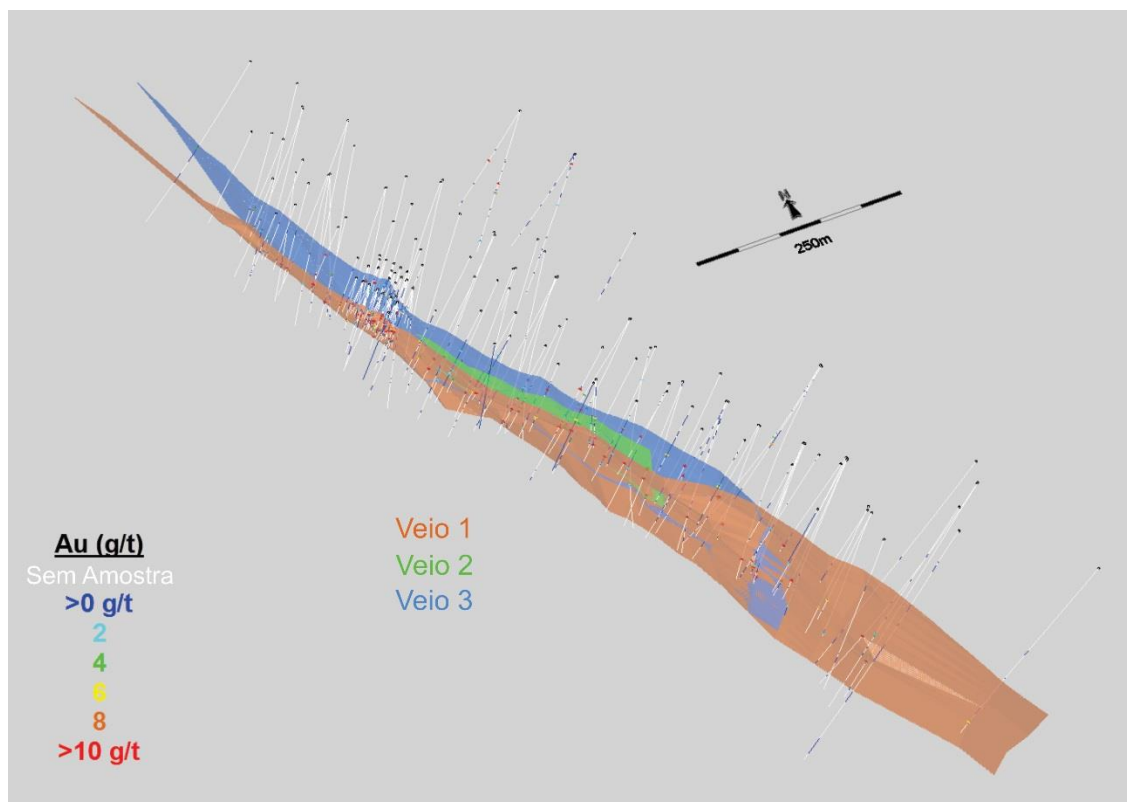 N
250m
Veio 1
Veio 2
Veio 3
Au (g/t)
Sem Amostra
>0 g/t
2
4
6
8
>10 g/t